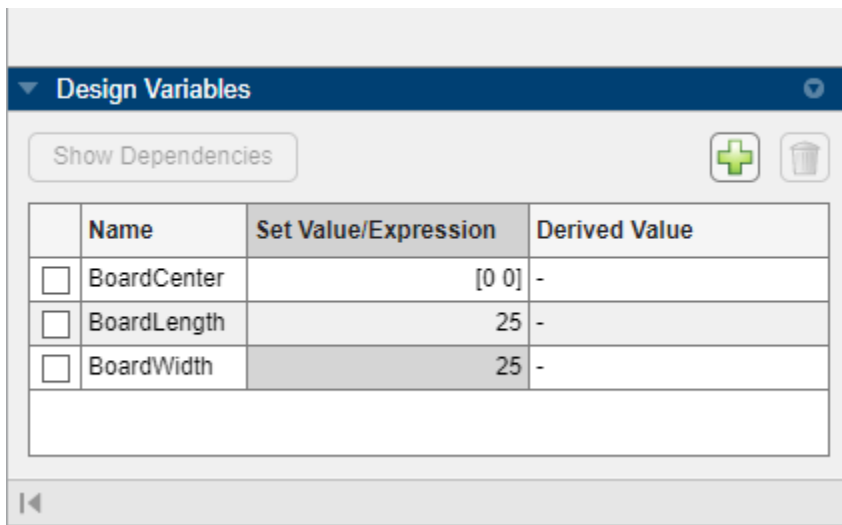 Design Variables
Show Dependencies
Name Set Value/Expression Derived Value
BoardCenter [0 0] -
BoardLength 25 -
BoardWidth 25 -